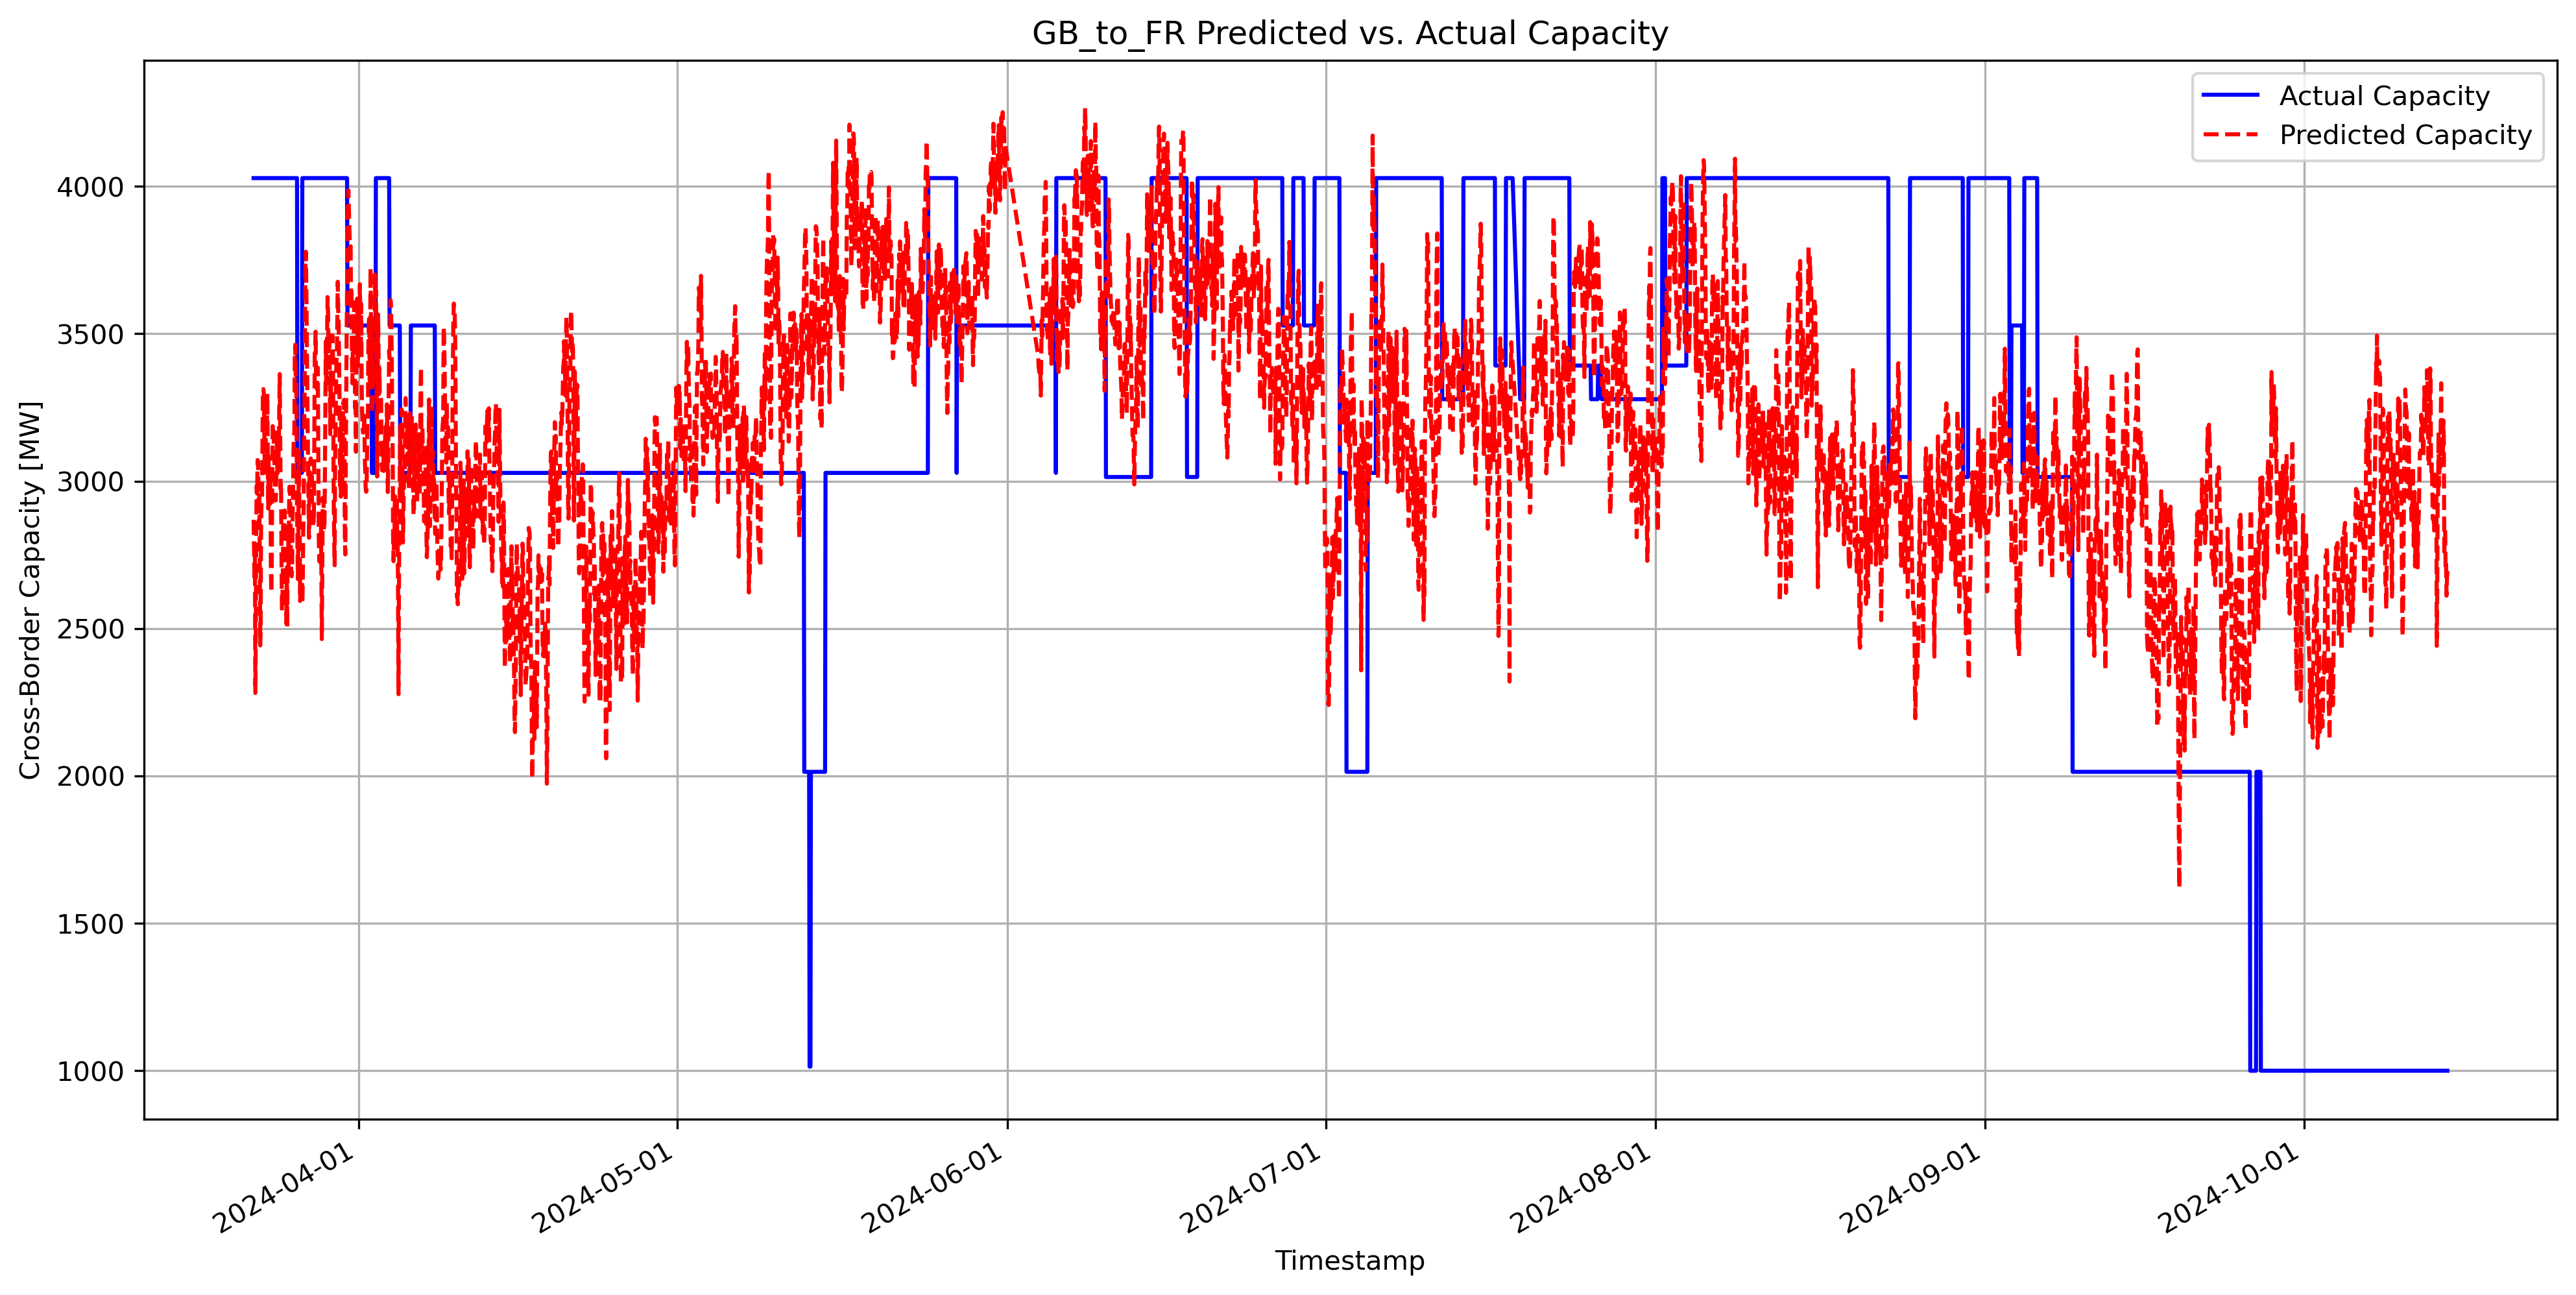 GB_to_FR Predicted vs. Actual Capacity
Actual Capacity
Predicted Capacity
Cross-Border Capacity [MW]
4000
3500
3000
2500
2000
1500
1000
2024-04-01
2024-05-01
2024-06-01
2024-07-01
2024-08-01
2024-09-01
2024-10-01
Timestamp